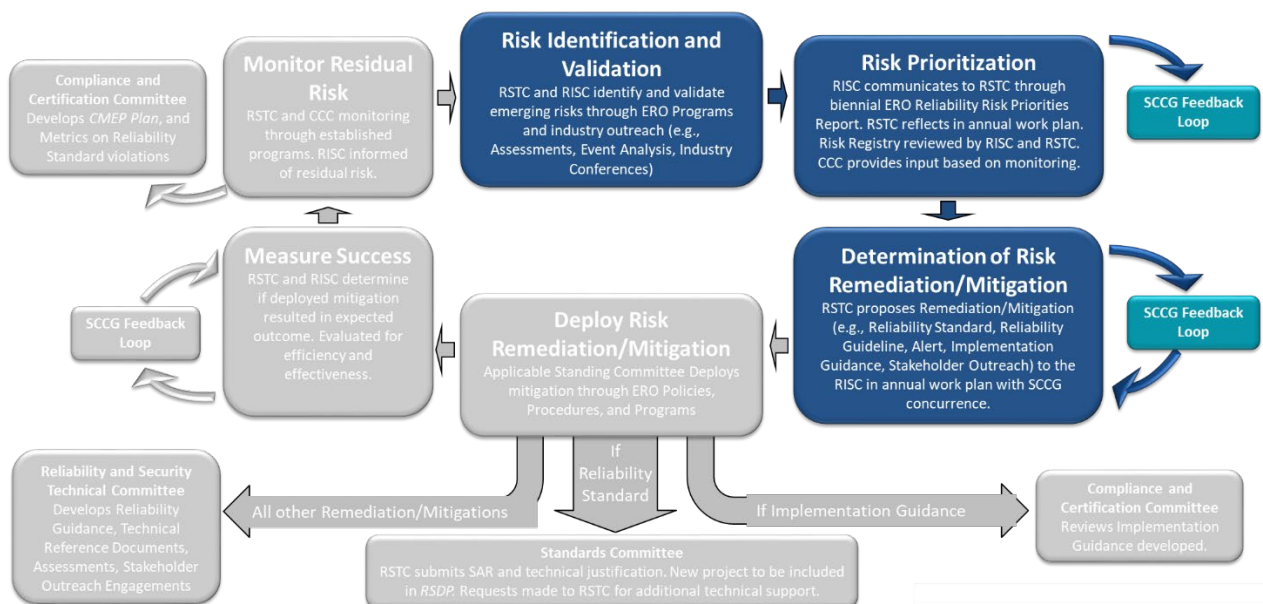 Compliance and
Certification Committee
Develops CMEP Plan, and
Metrics on Reliability
Standard violations
Monitor Residual
Risk
RSTC and CCC monitoring
through established
programs. RISC informed
of residual risk.
Risk Identification and
Validation
RSTC and RISC identify and validate
emerging risks through ERO Programs
and industry outreach (e.g.,
Assessments, Event Analysis, Industry
Conferences)
Risk Prioritization
RISC communicates to RSTC through
biennial ERO Reliability Risk Priorities
Report. RSTC reflects in annual work plan.
Risk Registry reviewed by RISC and RSTC.
CCC provides input based on monitoring.
SCCG Feedback
Loop
SCCG Feedback
Loop
Measure Success
RSTC and RISC determine
if deployed mitigation
resulted in expected
outcome. Evaluated for
efficiency and
effectiveness.
Deploy Risk
Remediation/Mitigation
Applicable Standing Committee Deploys
mitigation through ERO Policies,
Procedures, and Programs
Determination of Risk
Remediation/Mitigation
RSTC proposes Remediation/Mitigation
(e.g., Reliability Standard, Reliability
Guideline, Alert, Implementation
Guidance, Stakeholder Outreach) to the
RISC in annual work plan with SCCG
concurrence.
SCCG Feedback
Loop
Reliability and Security
Technical Committee
Develops Reliability
Guidance, Technical
Reference Documents,
Assessments, Stakeholder
Outreach Engagements
All other Remediation/Mitigations
If
Reliability
Standard
If Implementation Guidance
Compliance and
Certification Committee
Reviews Implementation
Guidance developed.
Standards Committee
RSTC submits SAR and technical justification. New project to be included
in RSDP. Requests made to RSTC for additional technical support.